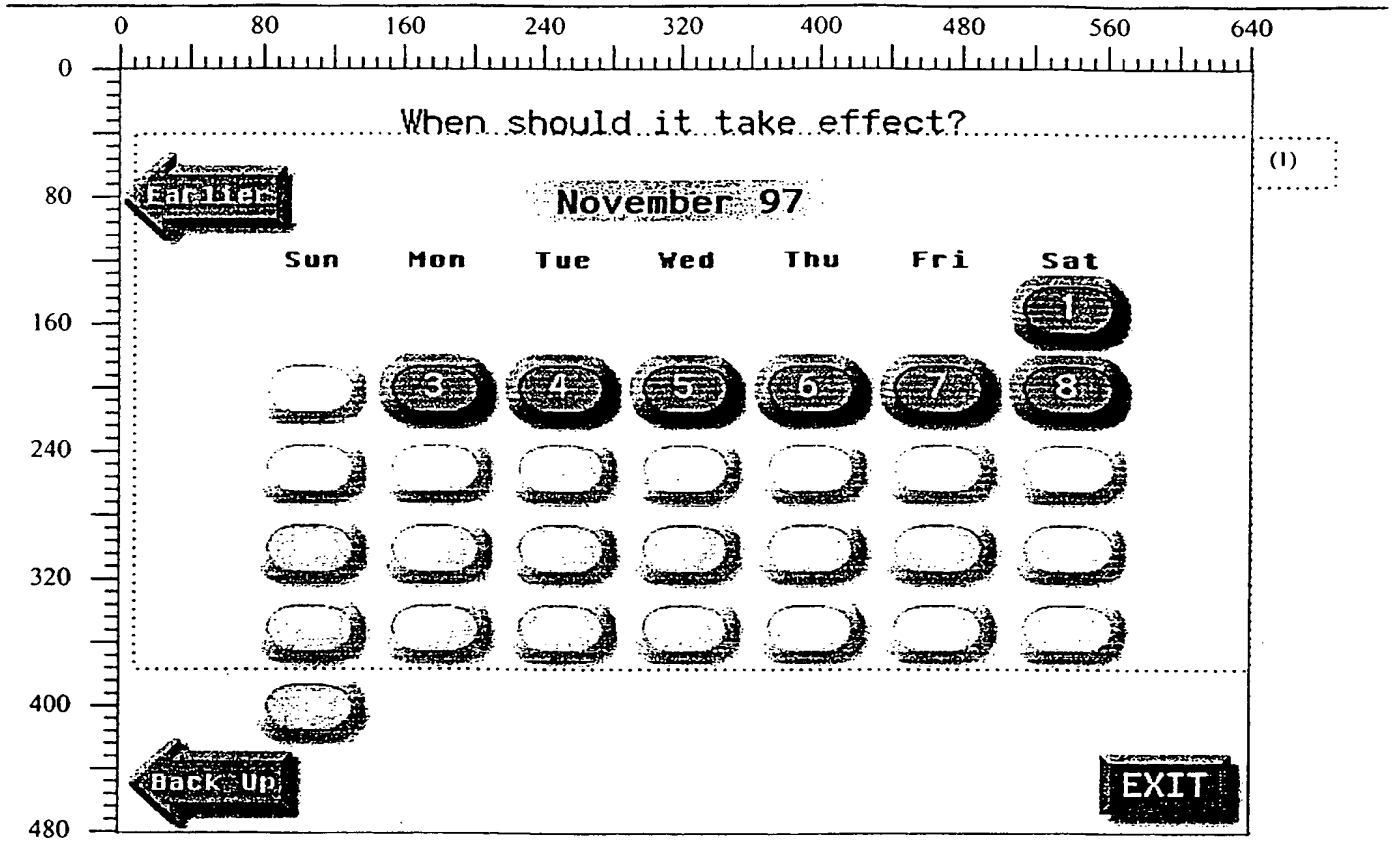 0 80 160 240 320 400 480 560 640
0
When should it take effect?
(1)
Earlier
80
November 97
Sun Mon Tue Wed Thu Fri Sat
160
1
3 4 5 6 7 8
240
320
400
Back Up
EXIT
480